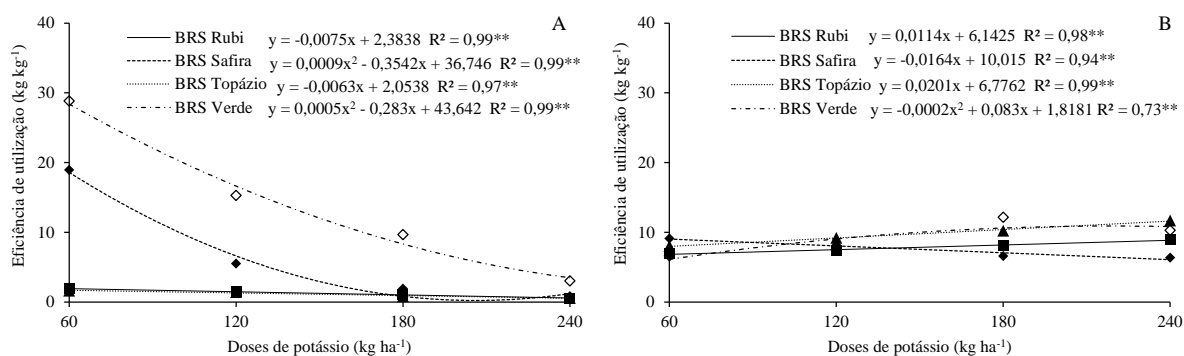 A
40
30
20
10
0
60 120 180 240
Eficiência de utilização (kg kg⁻¹)
Doses de potássio (kg ha⁻¹)
BRS Rubi y = -0,0075x + 2,3838 R² = 0,99**
BRS Safira y = 0,0009x² - 0,3542x + 36,746 R² = 0,99**
BRS Topázio y = -0,0063x + 2,0538 R² = 0,97**
BRS Verde y = 0,0005x² - 0,283x + 43,642 R² = 0,99**
B
40
30
20
10
0
60 120 180 240
Eficiência de utilização (kg kg⁻¹)
Doses de potássio (kg ha⁻¹)
BRS Rubi y = 0,0114x + 6,1425 R² = 0,98**
BRS Safira y = -0,0164x + 10,015 R² = 0,94**
BRS Topázio y = 0,0201x + 6,7762 R² = 0,99**
BRS Verde y = -0,0002x² + 0,083x + 1,8181 R² = 0,73**